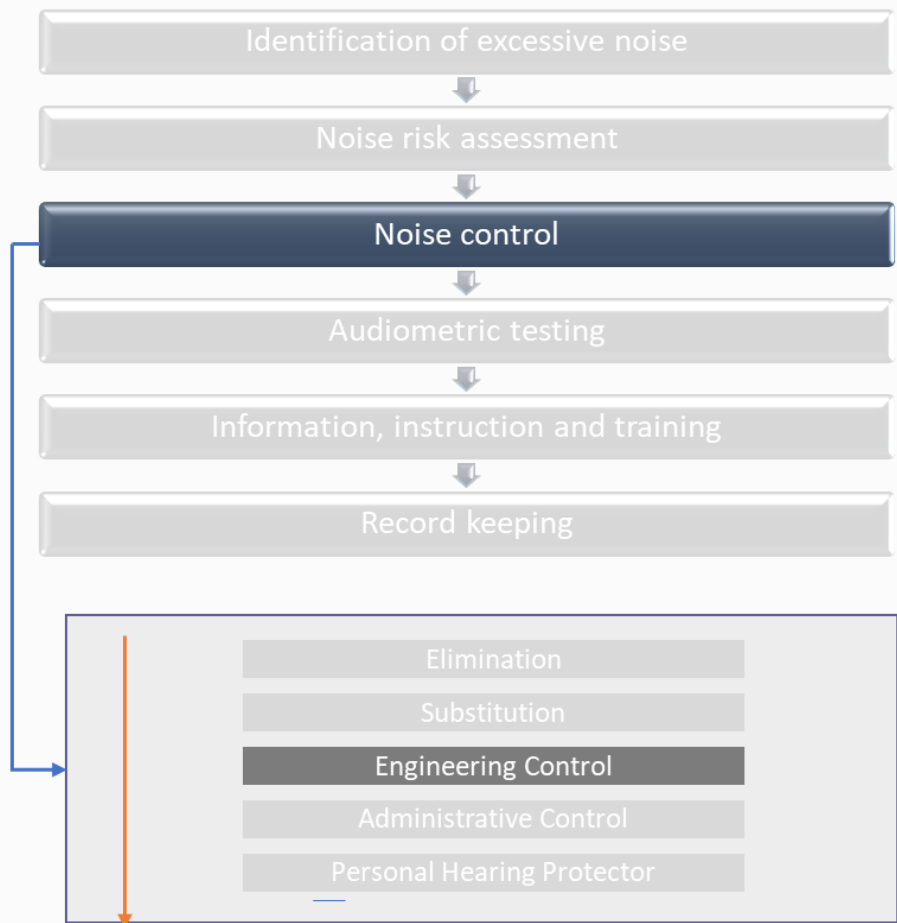 Identification of excessive noise
Noise risk assessment
Noise control
Audiometric testing
Information, instruction and training
Record keeping
Elimination
Substitution
Engineering Control
Administrative Control
Personal Hearing Protector